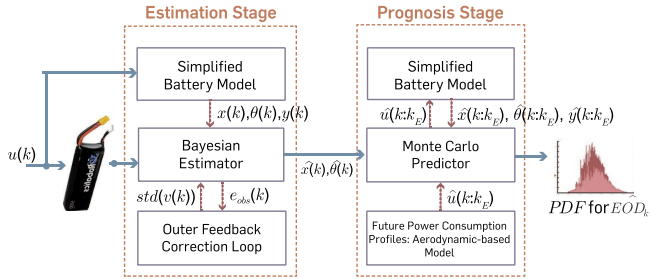 Estimation Stage
Prognosis Stage
Simplified
Battery Model
Simplified
Battery Model
x(k),θ(k),y(k)
û(k:k_E)
x̂(k:k_E), θ̂(k:k_E), ŷ(k:k_E)
u(k)
Bayesian
Estimator
x̂(k),θ̂(k)
Monte Carlo
Predictor
std(v(k))
e_obs(k)
û(k:k_E)
PDF for EÔD_k
Outer Feedback
Correction Loop
Future Power Consumption
Profiles: Aerodynamic-based
Model